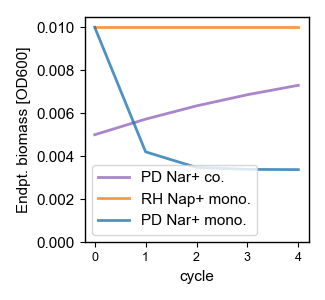 Endpt. biomass [OD600]
0.010
0.008
0.006
0.004
0.002
0.000
PD Nar+ co.
RH Nap+ mono.
PD Nar+ mono.
0 1 2 3 4
cycle